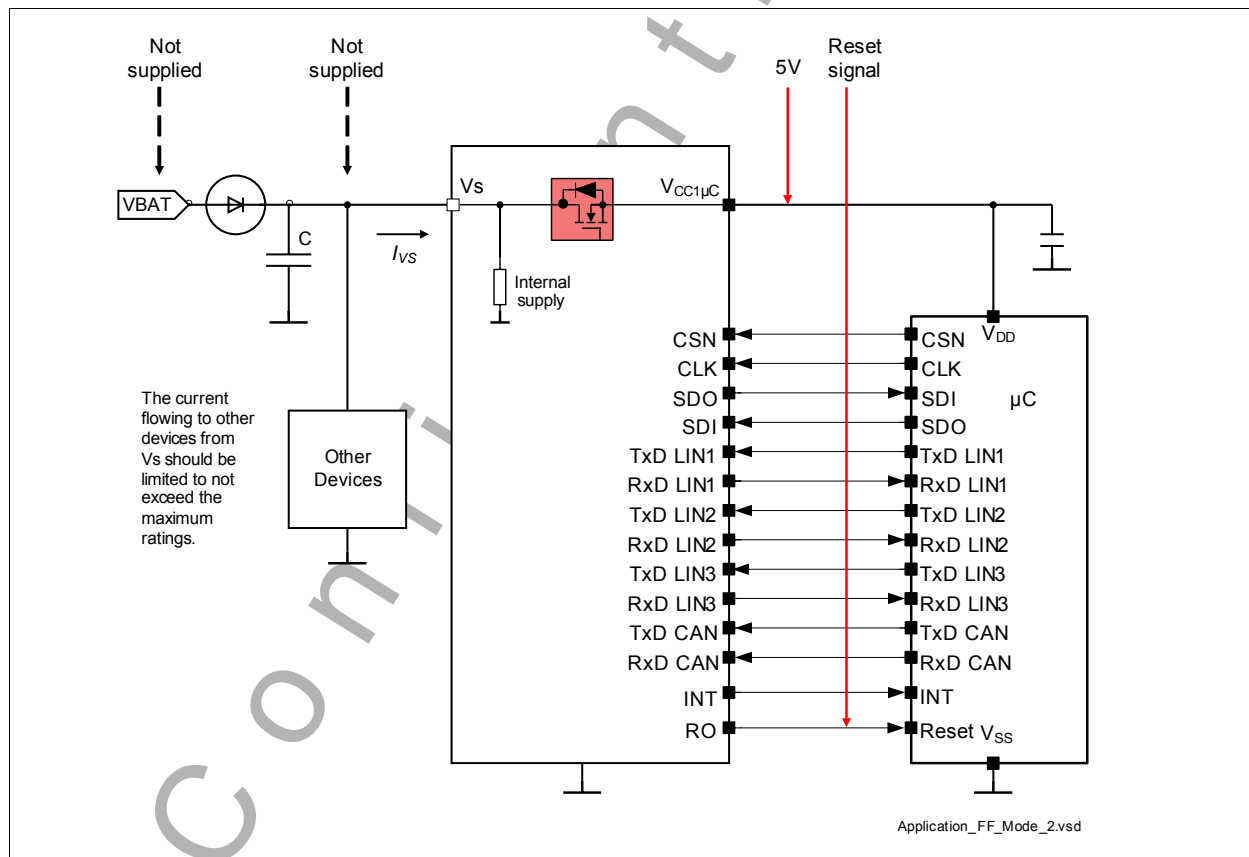 Not
supplied
Not
supplied
5V
Reset
signal
VBAT
C
I_VS
Vs
V_CC1µC
Internal
supply
The current
flowing to other
devices from
Vs should be
limited to not
exceed the
maximum
ratings.
Other
Devices
CSN
CLK
SDO
SDI
TxD LIN1
RxD LIN1
TxD LIN2
RxD LIN2
TxD LIN3
RxD LIN3
TxD CAN
RxD CAN
INT
RO
V_DD
µC
CSN
CLK
SDI
SDO
TxD LIN1
RxD LIN1
TxD LIN2
RxD LIN2
TxD LIN3
RxD LIN3
TxD CAN
RxD CAN
INT
Reset V_SS
Application_FF_Mode_2.vsd